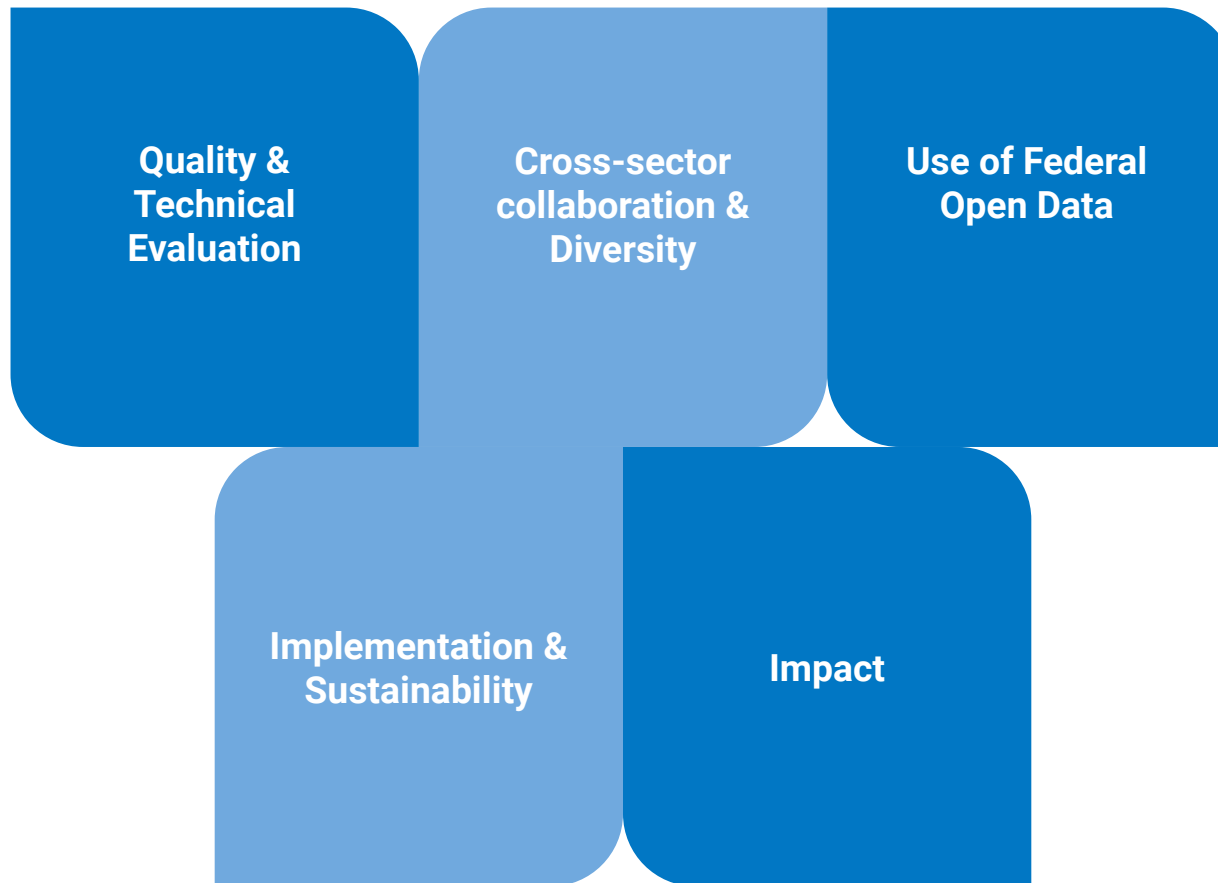 Quality &
Technical
Evaluation
Cross-sector
collaboration &
Diversity
Use of Federal
Open Data
Implementation &
Sustainability
Impact